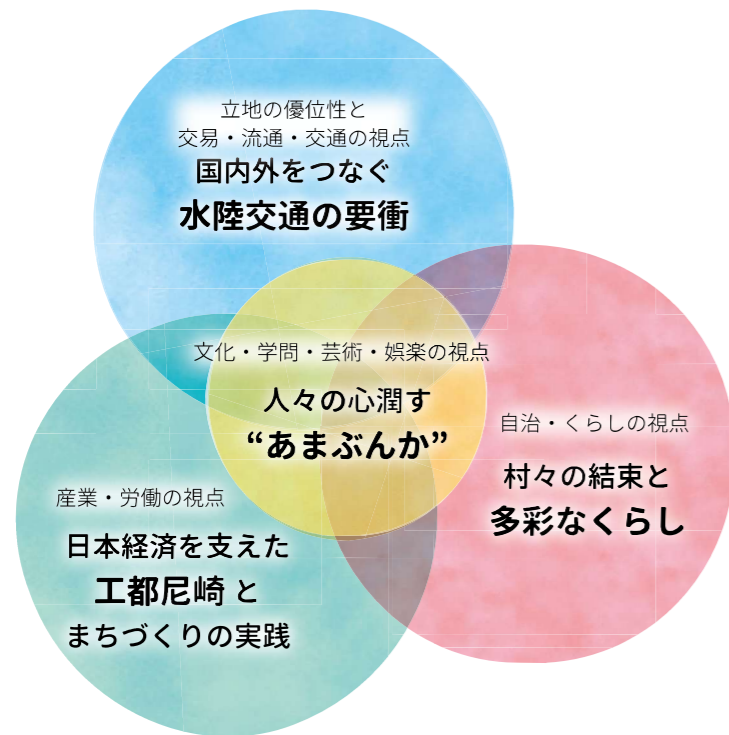 立地の優位性と
交易・流通・交通の視点
国内外をつなぐ
水陸交通の要衝
文化・学問・芸術・娯楽の視点
人々の心潤す
“あまぶんか”
自治・くらしの視点
村々の結束と
多彩なくらし
産業・労働の視点
日本経済を支えた
工都尼崎 と
まちづくりの実践